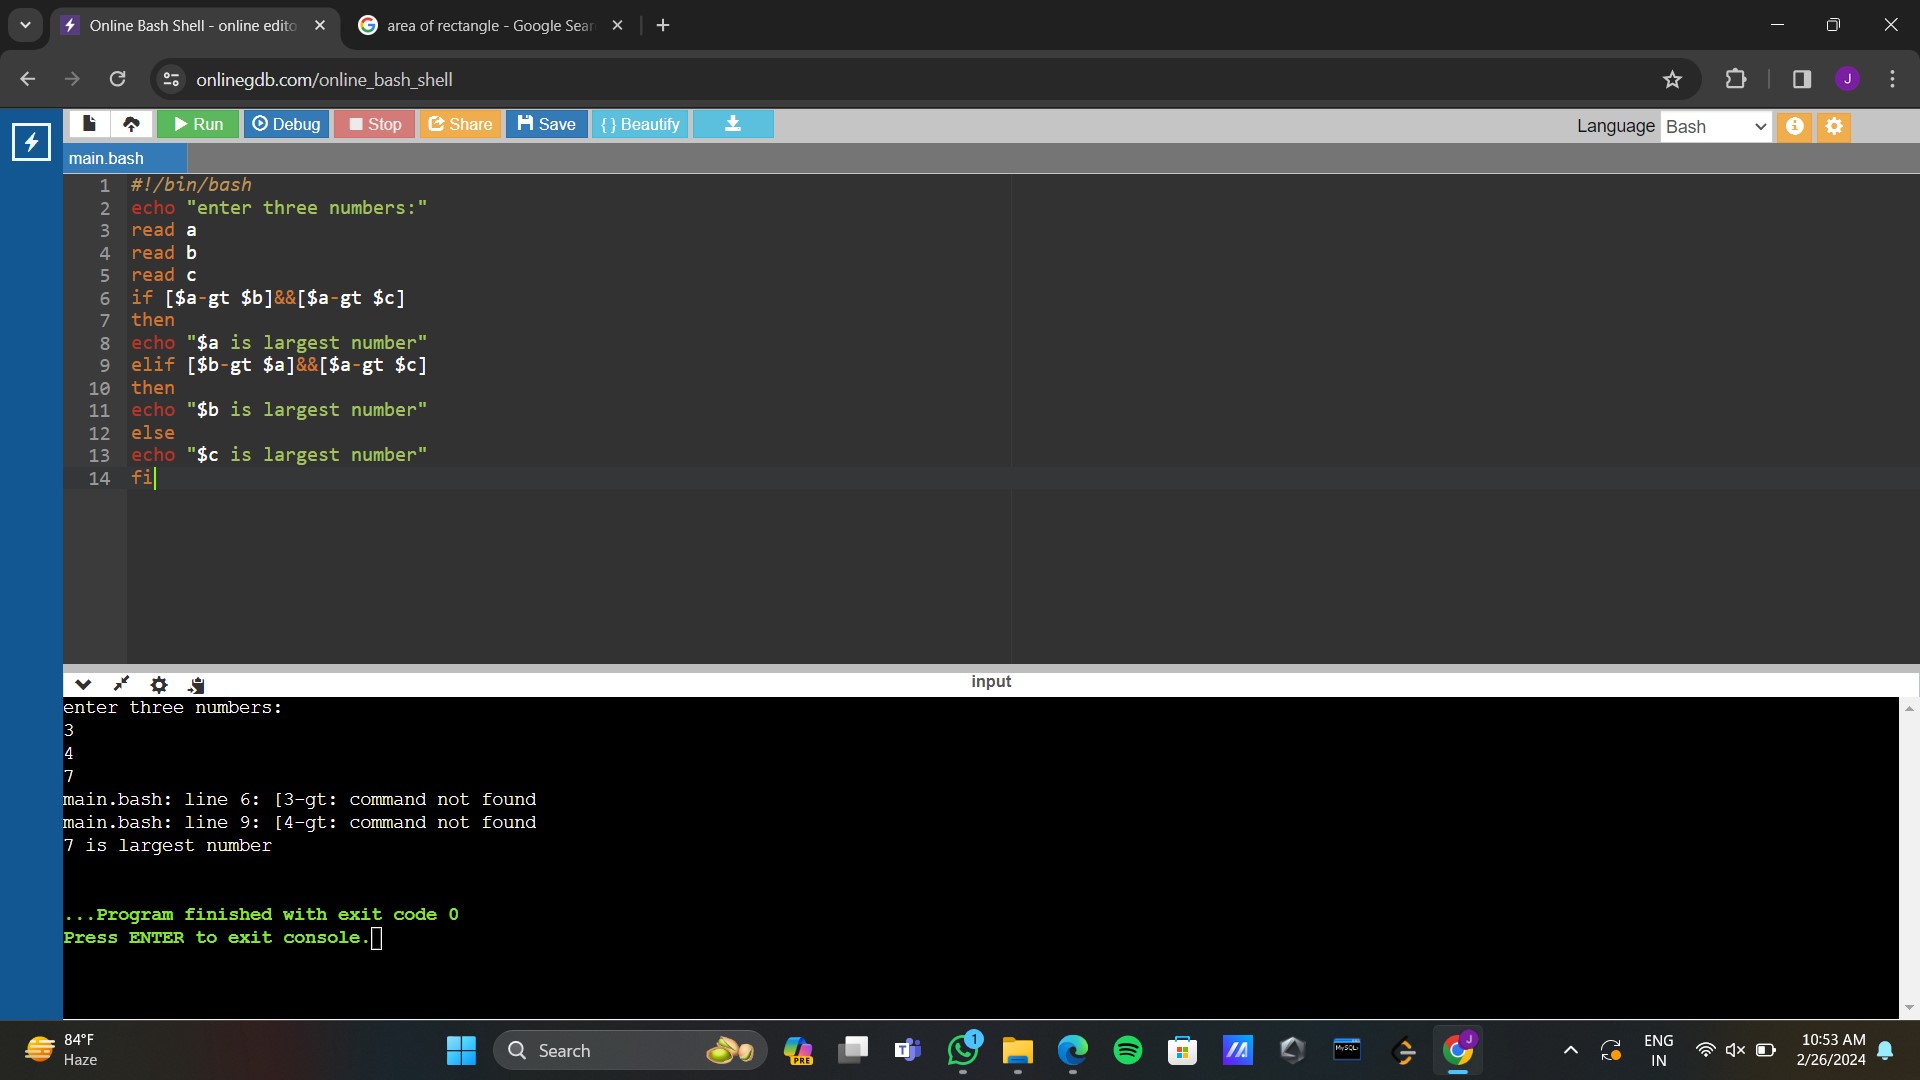 Online Bash Shell - online edito
area of rectangle - Google Sear
onlinegdb.com/online_bash_shell
J
Run Debug Stop Share Save { } Beautify
Language Bash
main.bash
1 #!/bin/bash
2 echo "enter three numbers:"
3 read a
4 read b
5 read c
6 if [$a-gt $b]&&[$a-gt $c]
7 then
8 echo "$a is largest number"
9 elif [$b-gt $a]&&[$a-gt $c]
10 then
11 echo "$b is largest number"
12 else
13 echo "$c is largest number"
14 fi
input
enter three numbers:
3
4
7
main.bash: line 6: [3-gt: command not found
main.bash: line 9: [4-gt: command not found
7 is largest number
...Program finished with exit code 0
Press ENTER to exit console.
84°F
Haze
Search
PRE
T
1
MySQL
J
ENG
IN
10:53 AM
2/26/2024